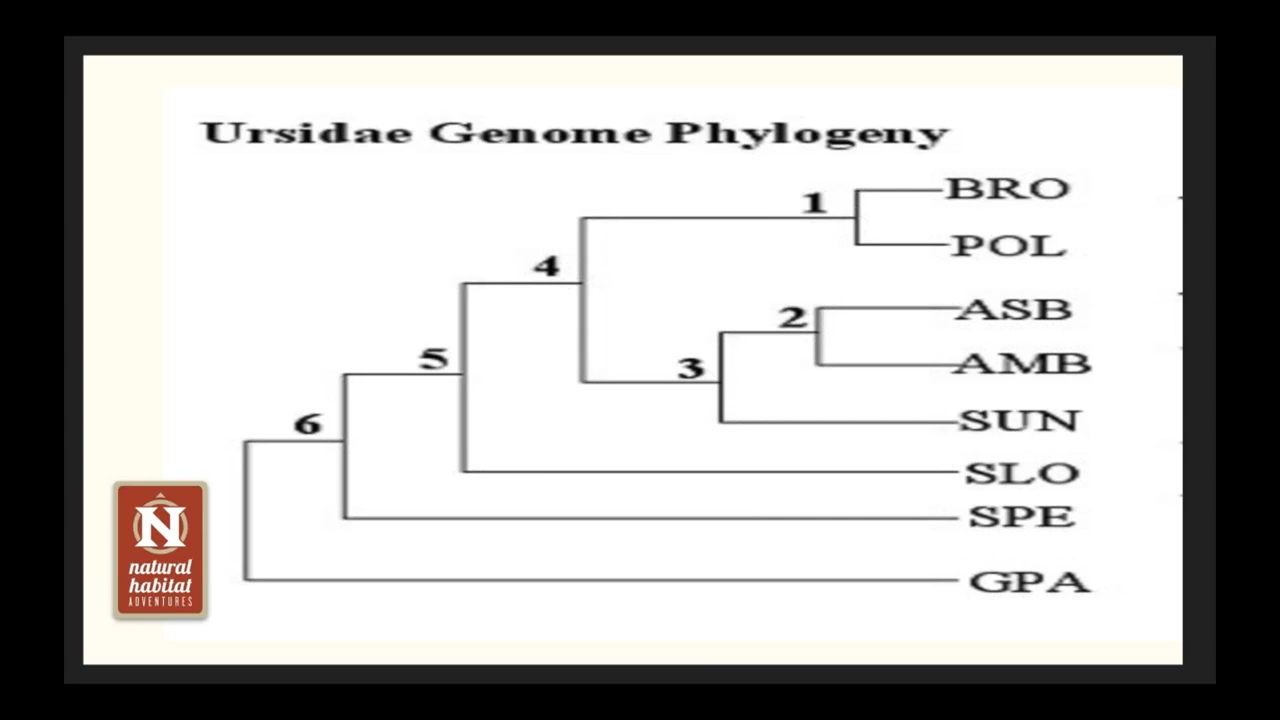 Ursidae Genome Phylogeny
BRO
1
POL
4
ASB
2
AMB
5
3
SUN
6
SLO
SPE
GPA
N
natural
habitat
ADVENTURES